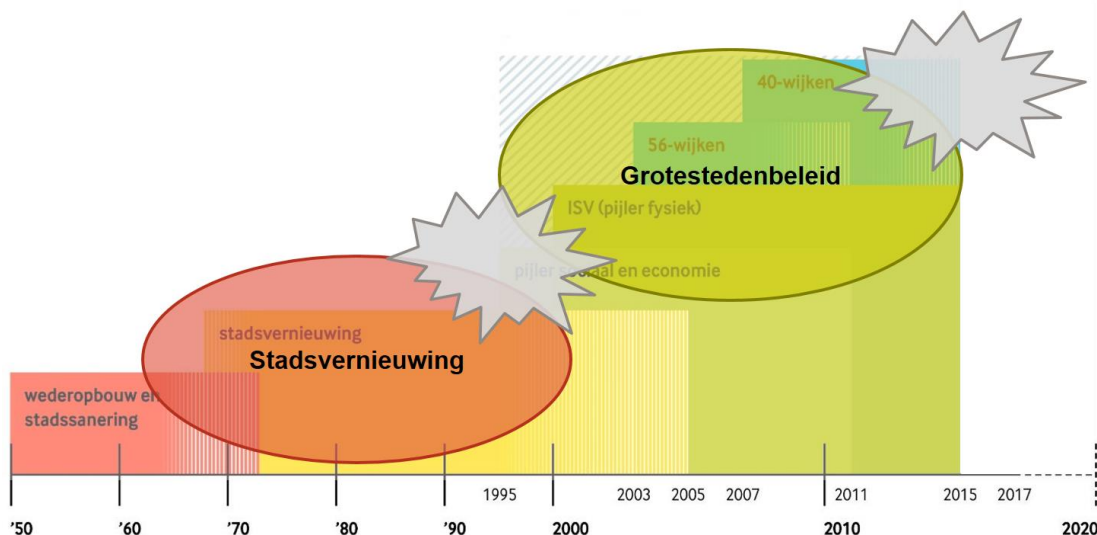 40-wijken
56-wijken
Grotestedenbeleid
ISV (pijler fysiek)
pijler sociaal en economie
stadsvernieuwing
Stadsvernieuwing
wederopbouw en
stadssanering
1995 2003 2005 2007 2011 2015 2017
'50 '60 '70 '80 '90 2000 2010 2020